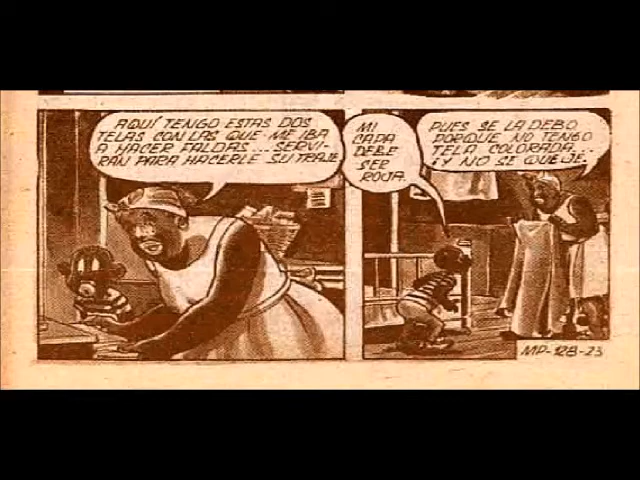 AQUÍ TENGO ESTAS DOS
TELAS CON LAS QUE ME IBA
A HACER FALDAS... SERVI-
RÁN PARA HACERLE SU TRAJE
MI
CAPA
DEBE
SER
ROJA.
PUES SE LA DEBO
PORQUE NO TENGO
TELA COLORADA...
¡Y NO SE QUEJE.
MP-128-23